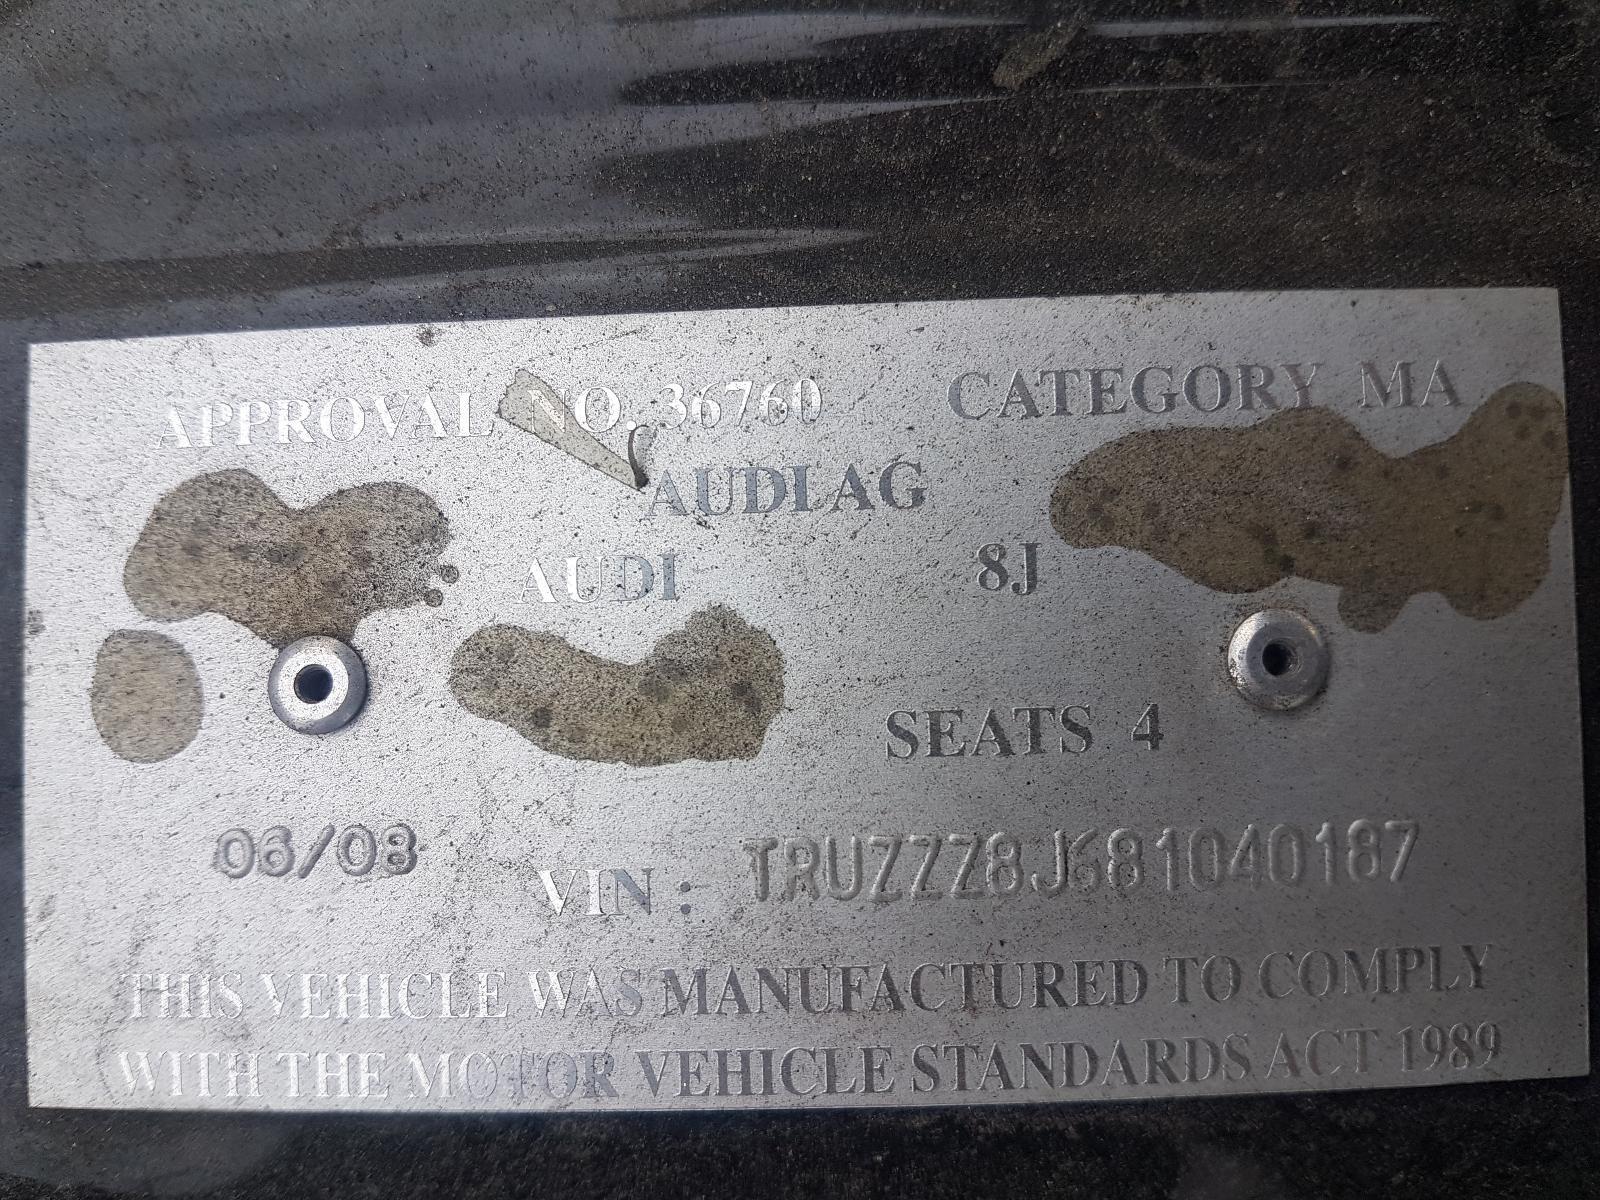 APPROVAL NO. 36760 CATEGORY MA
AUDI AG
AUDI 8J
SEATS 4
06/08 VIN : TRUZZZ8J681040187
THIS VEHICLE WAS MANUFACTURED TO COMPLY
WITH THE MOTOR VEHICLE STANDARDS ACT 1989